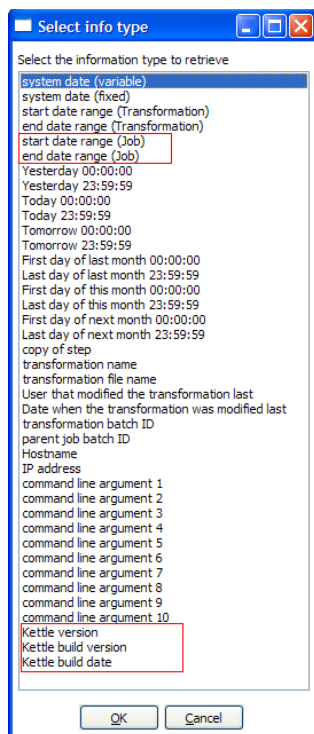 Select info type
Select the information type to retrieve
system date (variable)
system date (fixed)
start date range (Transformation)
end date range (Transformation)
start date range (Job)
end date range (Job)
Yesterday 00:00:00
Yesterday 23:59:59
Today 00:00:00
Today 23:59:59
Tomorrow 00:00:00
Tomorrow 23:59:59
First day of last month 00:00:00
Last day of last month 23:59:59
First day of this month 00:00:00
Last day of this month 23:59:59
First day of next month 00:00:00
Last day of next month 23:59:59
copy of step
transformation name
transformation file name
User that modified the transformation last
Date when the transformation was modified last
transformation batch ID
parent job batch ID
Hostname
IP address
command line argument 1
command line argument 2
command line argument 3
command line argument 4
command line argument 5
command line argument 6
command line argument 7
command line argument 8
command line argument 9
command line argument 10
Kettle version
Kettle build version
Kettle build date
OK Cancel